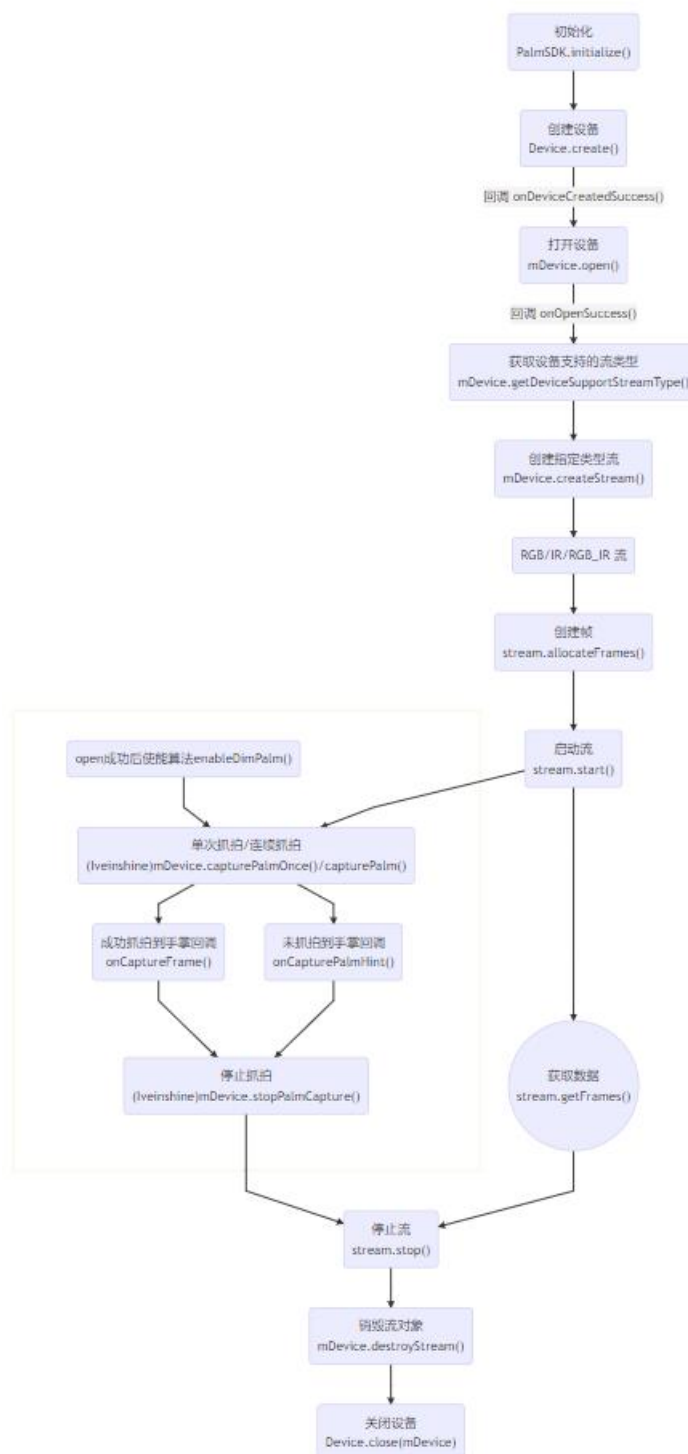 初始化
PalmSDK.initialize()
创建设备
Device.create()
回调 onDeviceCreatedSuccess()
打开设备
mDevice.open()
回调 onOpenSuccess()
获取设备支持的流类型
mDevice.getDeviceSupportStreamType()
创建指定类型流
mDevice.createStream()
RGB/IR/RGB_IR 流
创建帧
stream.allocateFrames()
启动流
stream.start()
open成功后使能算法enableDimPalm()
单次抓拍/连续抓拍
(Iveinshine)mDevice.capturePalmOnce()/capturePalm()
成功抓拍到手掌回调
onCaptureFrame()
未抓拍到手掌回调
onCapturePalmHint()
停止抓拍
(Iveinshine)mDevice.stopPalmCapture()
获取数据
stream.getFrames()
停止流
stream.stop()
销毁流对象
mDevice.destroyStream()
关闭设备
Device.close(mDevice)